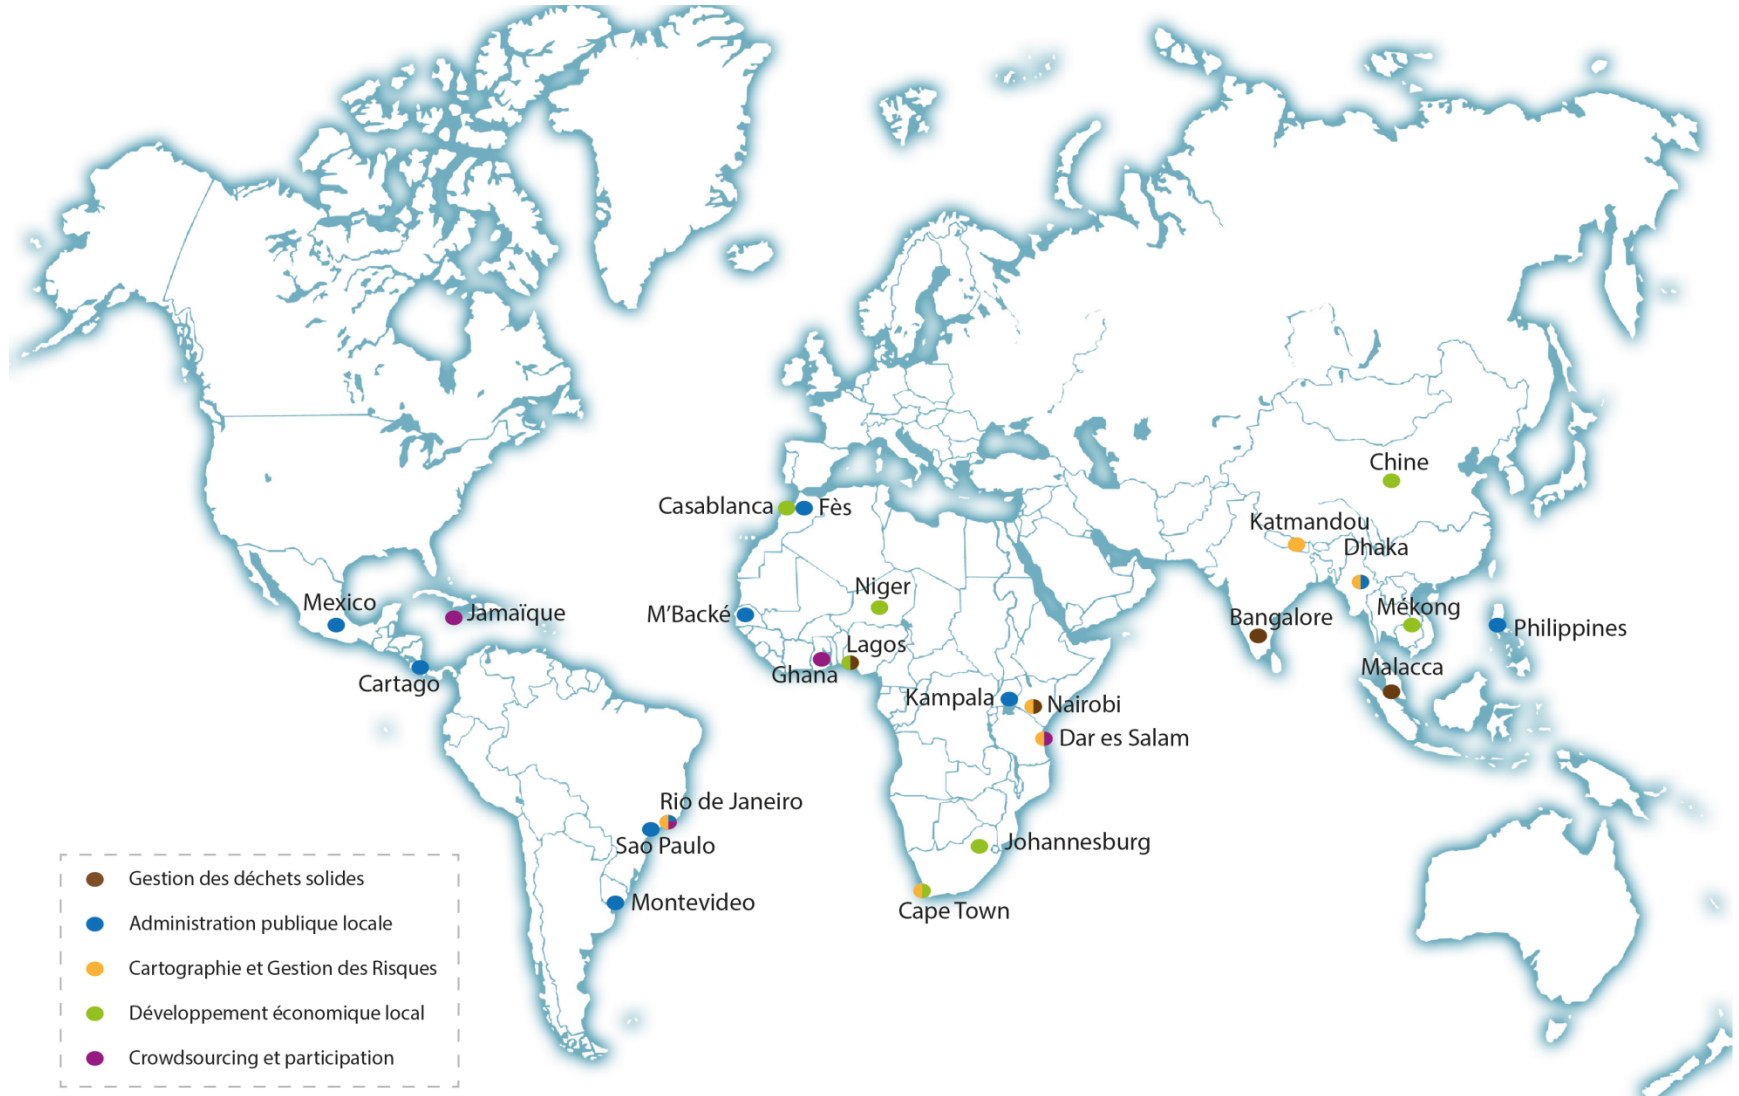 Chine
Casablanca
Fès
Katmandou
Dhaka
Niger
Mexico
Jamaïque
M'Backé
Mékong
Bangalore
Philippines
Lagos
Ghana
Malacca
Cartago
Kampala
Nairobi
Dar es Salam
Rio de Janeiro
Sao Paulo
Johannesburg
Montevideo
Cape Town
Gestion des déchets solides
Administration publique locale
Cartographie et Gestion des Risques
Développement économique local
Crowdsourcing et participation